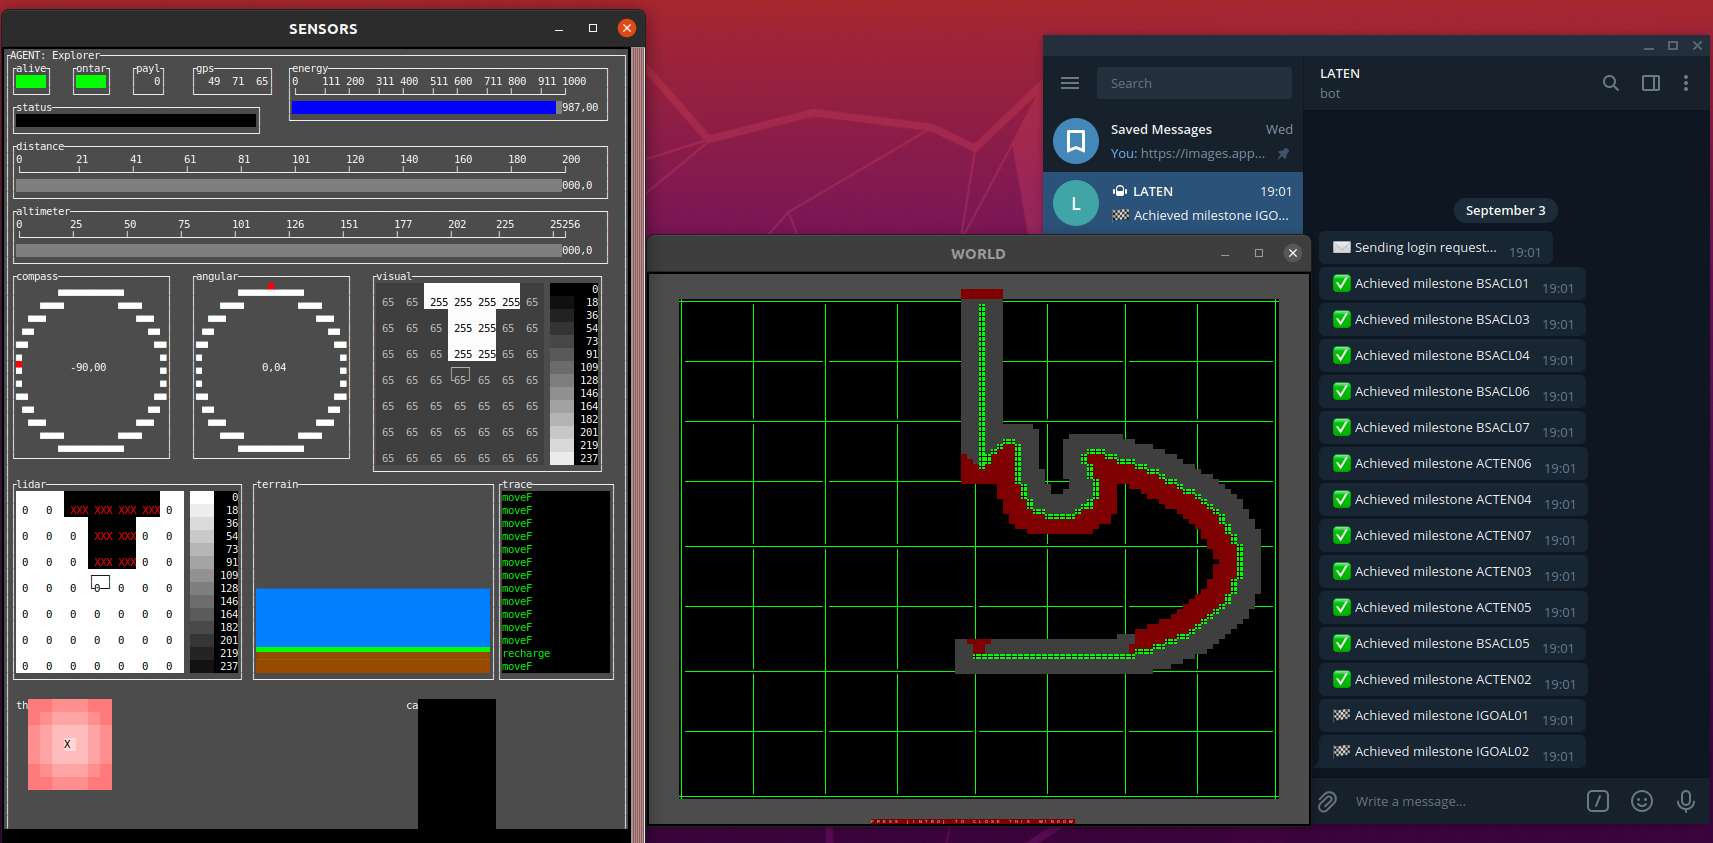 SENSORS
AGENT: Explorer
alive ontar payl gps energy
0 49 71 65 0 111 200 311 400 511 600 711 800 911 1000
status 987,00
distance
0 21 41 61 81 101 120 140 160 180 200
000,0
altimeter
0 25 50 75 101 126 151 177 202 225 25256
000,0
compass angular visual
-90,00 0,04
65 65 255 255 255 255 65
65 65 65 255 255 65 65
65 65 65 255 255 65 65
65 65 65 65 65 65 65
65 65 65 65 65 65 65
65 65 65 65 65 65 65
65 65 65 65 65 65 65
0
18
36
54
73
91
109
128
146
164
182
201
219
237
lidar terrain trace
0 0 XXX XXX XXX XXX 0
0 0 0 XXX XXX 0 0
0 0 0 XXX XXX 0 0
0 0 0 0 0 0 0
0 0 0 0 0 0 0
0 0 0 0 0 0 0
0 0 0 0 0 0 0
0
18
36
54
73
91
109
128
146
164
182
201
219
237
moveF
moveF
moveF
moveF
moveF
moveF
moveF
moveF
moveF
moveF
moveF
moveF
recharge
moveF
th ca
X
WORLD
PRESS [INTRO] TO CLOSE THIS WINDOW
Search
Saved Messages Wed
You: https://images.app...
L
LATEN 19:01
Achieved milestone IGO...
LATEN
bot
September 3
Sending login request... 19:01
Achieved milestone BSACL01 19:01
Achieved milestone BSACL03 19:01
Achieved milestone BSACL04 19:01
Achieved milestone BSACL06 19:01
Achieved milestone BSACL07 19:01
Achieved milestone ACTEN06 19:01
Achieved milestone ACTEN04 19:01
Achieved milestone ACTEN07 19:01
Achieved milestone ACTEN03 19:01
Achieved milestone ACTEN05 19:01
Achieved milestone BSACL05 19:01
Achieved milestone ACTEN02 19:01
Achieved milestone IGOAL01 19:01
Achieved milestone IGOAL02 19:01
Write a message...